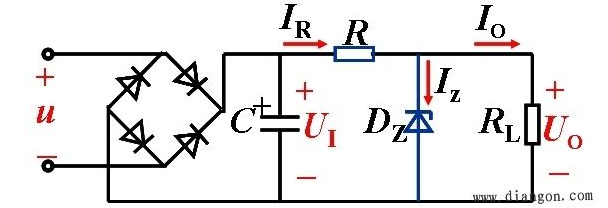 I_R R I_O
+ + I_z +
u C + U_I D_Z R_L U_O
− − −
www.diangon.com